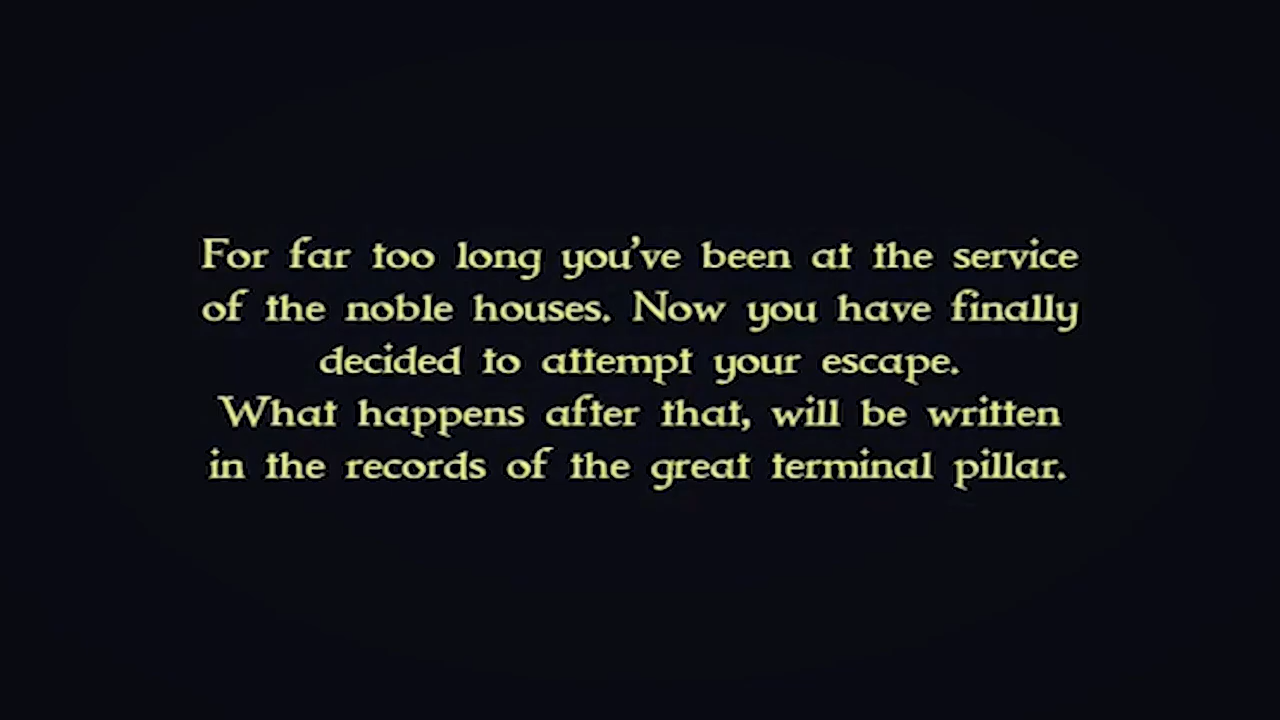 For far too long you've been at the service
of the noble houses. Now you have finally
decided to attempt your escape.
What happens after that, will be written
in the records of the great terminal pillar.